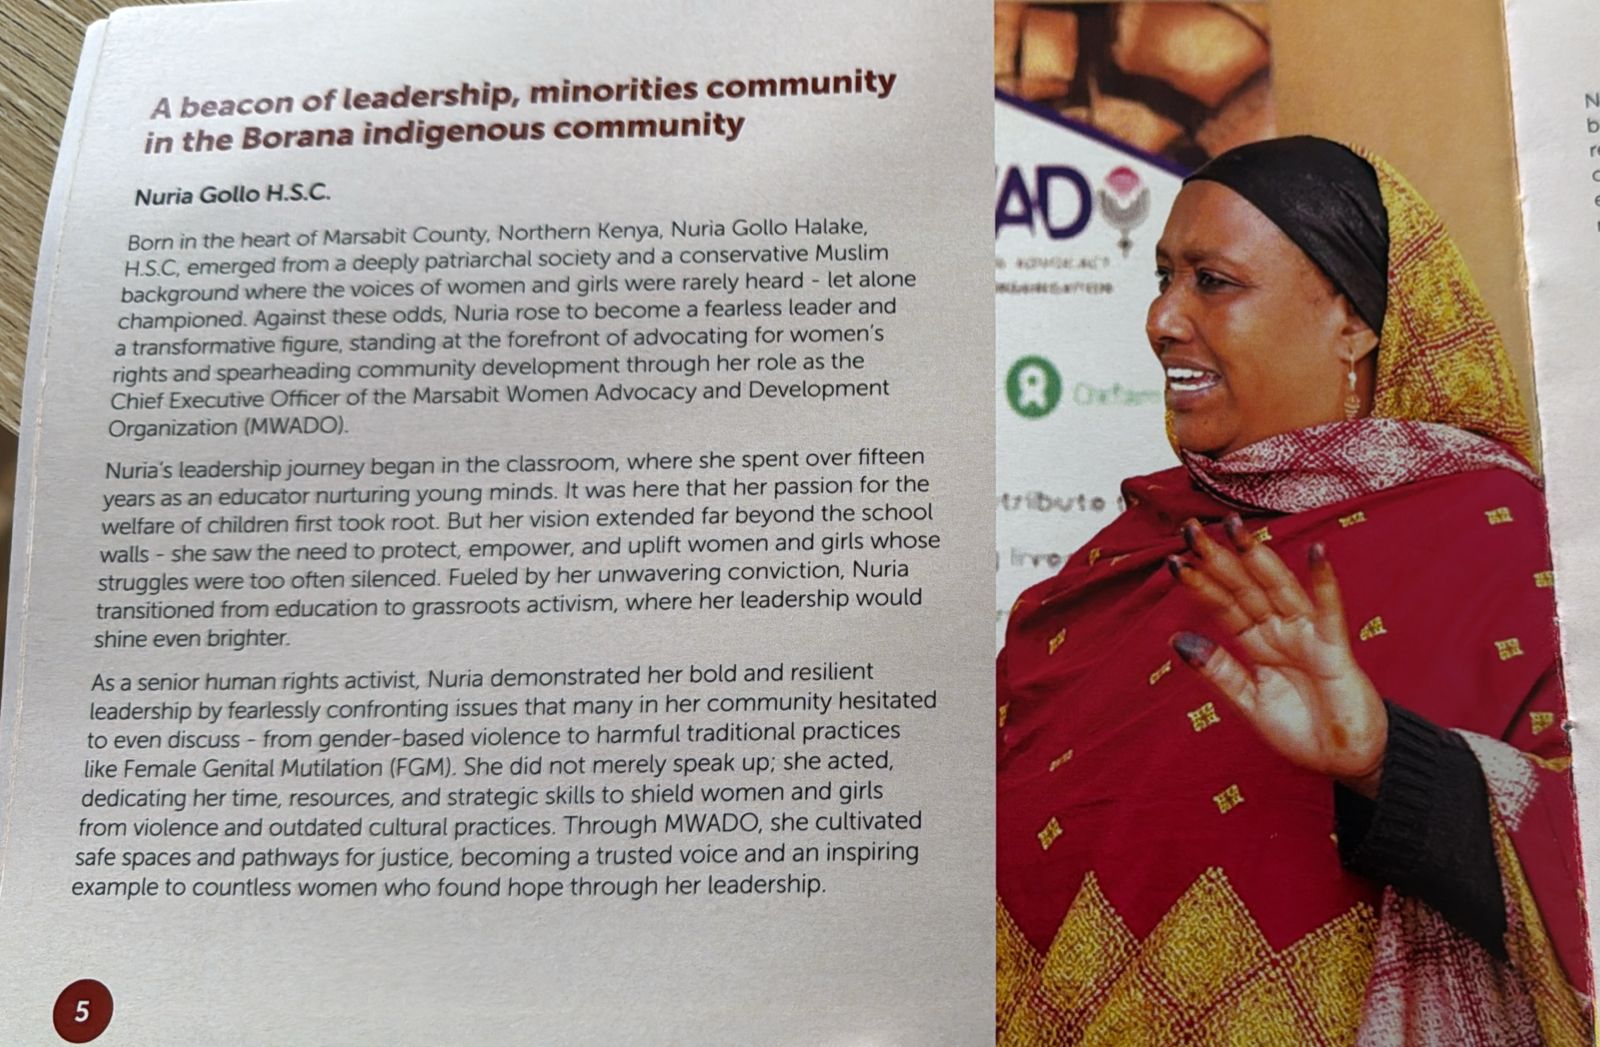 A beacon of leadership, minorities community
in the Borana indigenous community
Nuria Gollo H.S.C.
Born in the heart of Marsabit County, Northern Kenya, Nuria Gollo Halake,
H.S.C, emerged from a deeply patriarchal society and a conservative Muslim
background where the voices of women and girls were rarely heard - let alone
championed. Against these odds, Nuria rose to become a fearless leader and
a transformative figure, standing at the forefront of advocating for women's
rights and spearheading community development through her role as the
Chief Executive Officer of the Marsabit Women Advocacy and Development
Organization (MWADO).
Nuria's leadership journey began in the classroom, where she spent over fifteen
years as an educator nurturing young minds. It was here that her passion for the
welfare of children first took root. But her vision extended far beyond the school
walls - she saw the need to protect, empower, and uplift women and girls whose
struggles were too often silenced. Fueled by her unwavering conviction, Nuria
transitioned from education to grassroots activism, where her leadership would
shine even brighter.
As a senior human rights activist, Nuria demonstrated her bold and resilient
leadership by fearlessly confronting issues that many in her community hesitated
to even discuss - from gender-based violence to harmful traditional practices
like Female Genital Mutilation (FGM). She did not merely speak up; she acted,
dedicating her time, resources, and strategic skills to shield women and girls
from violence and outdated cultural practices. Through MWADO, she cultivated
safe spaces and pathways for justice, becoming a trusted voice and an inspiring
example to countless women who found hope through her leadership.
5
ADO
Oxfam
tribute